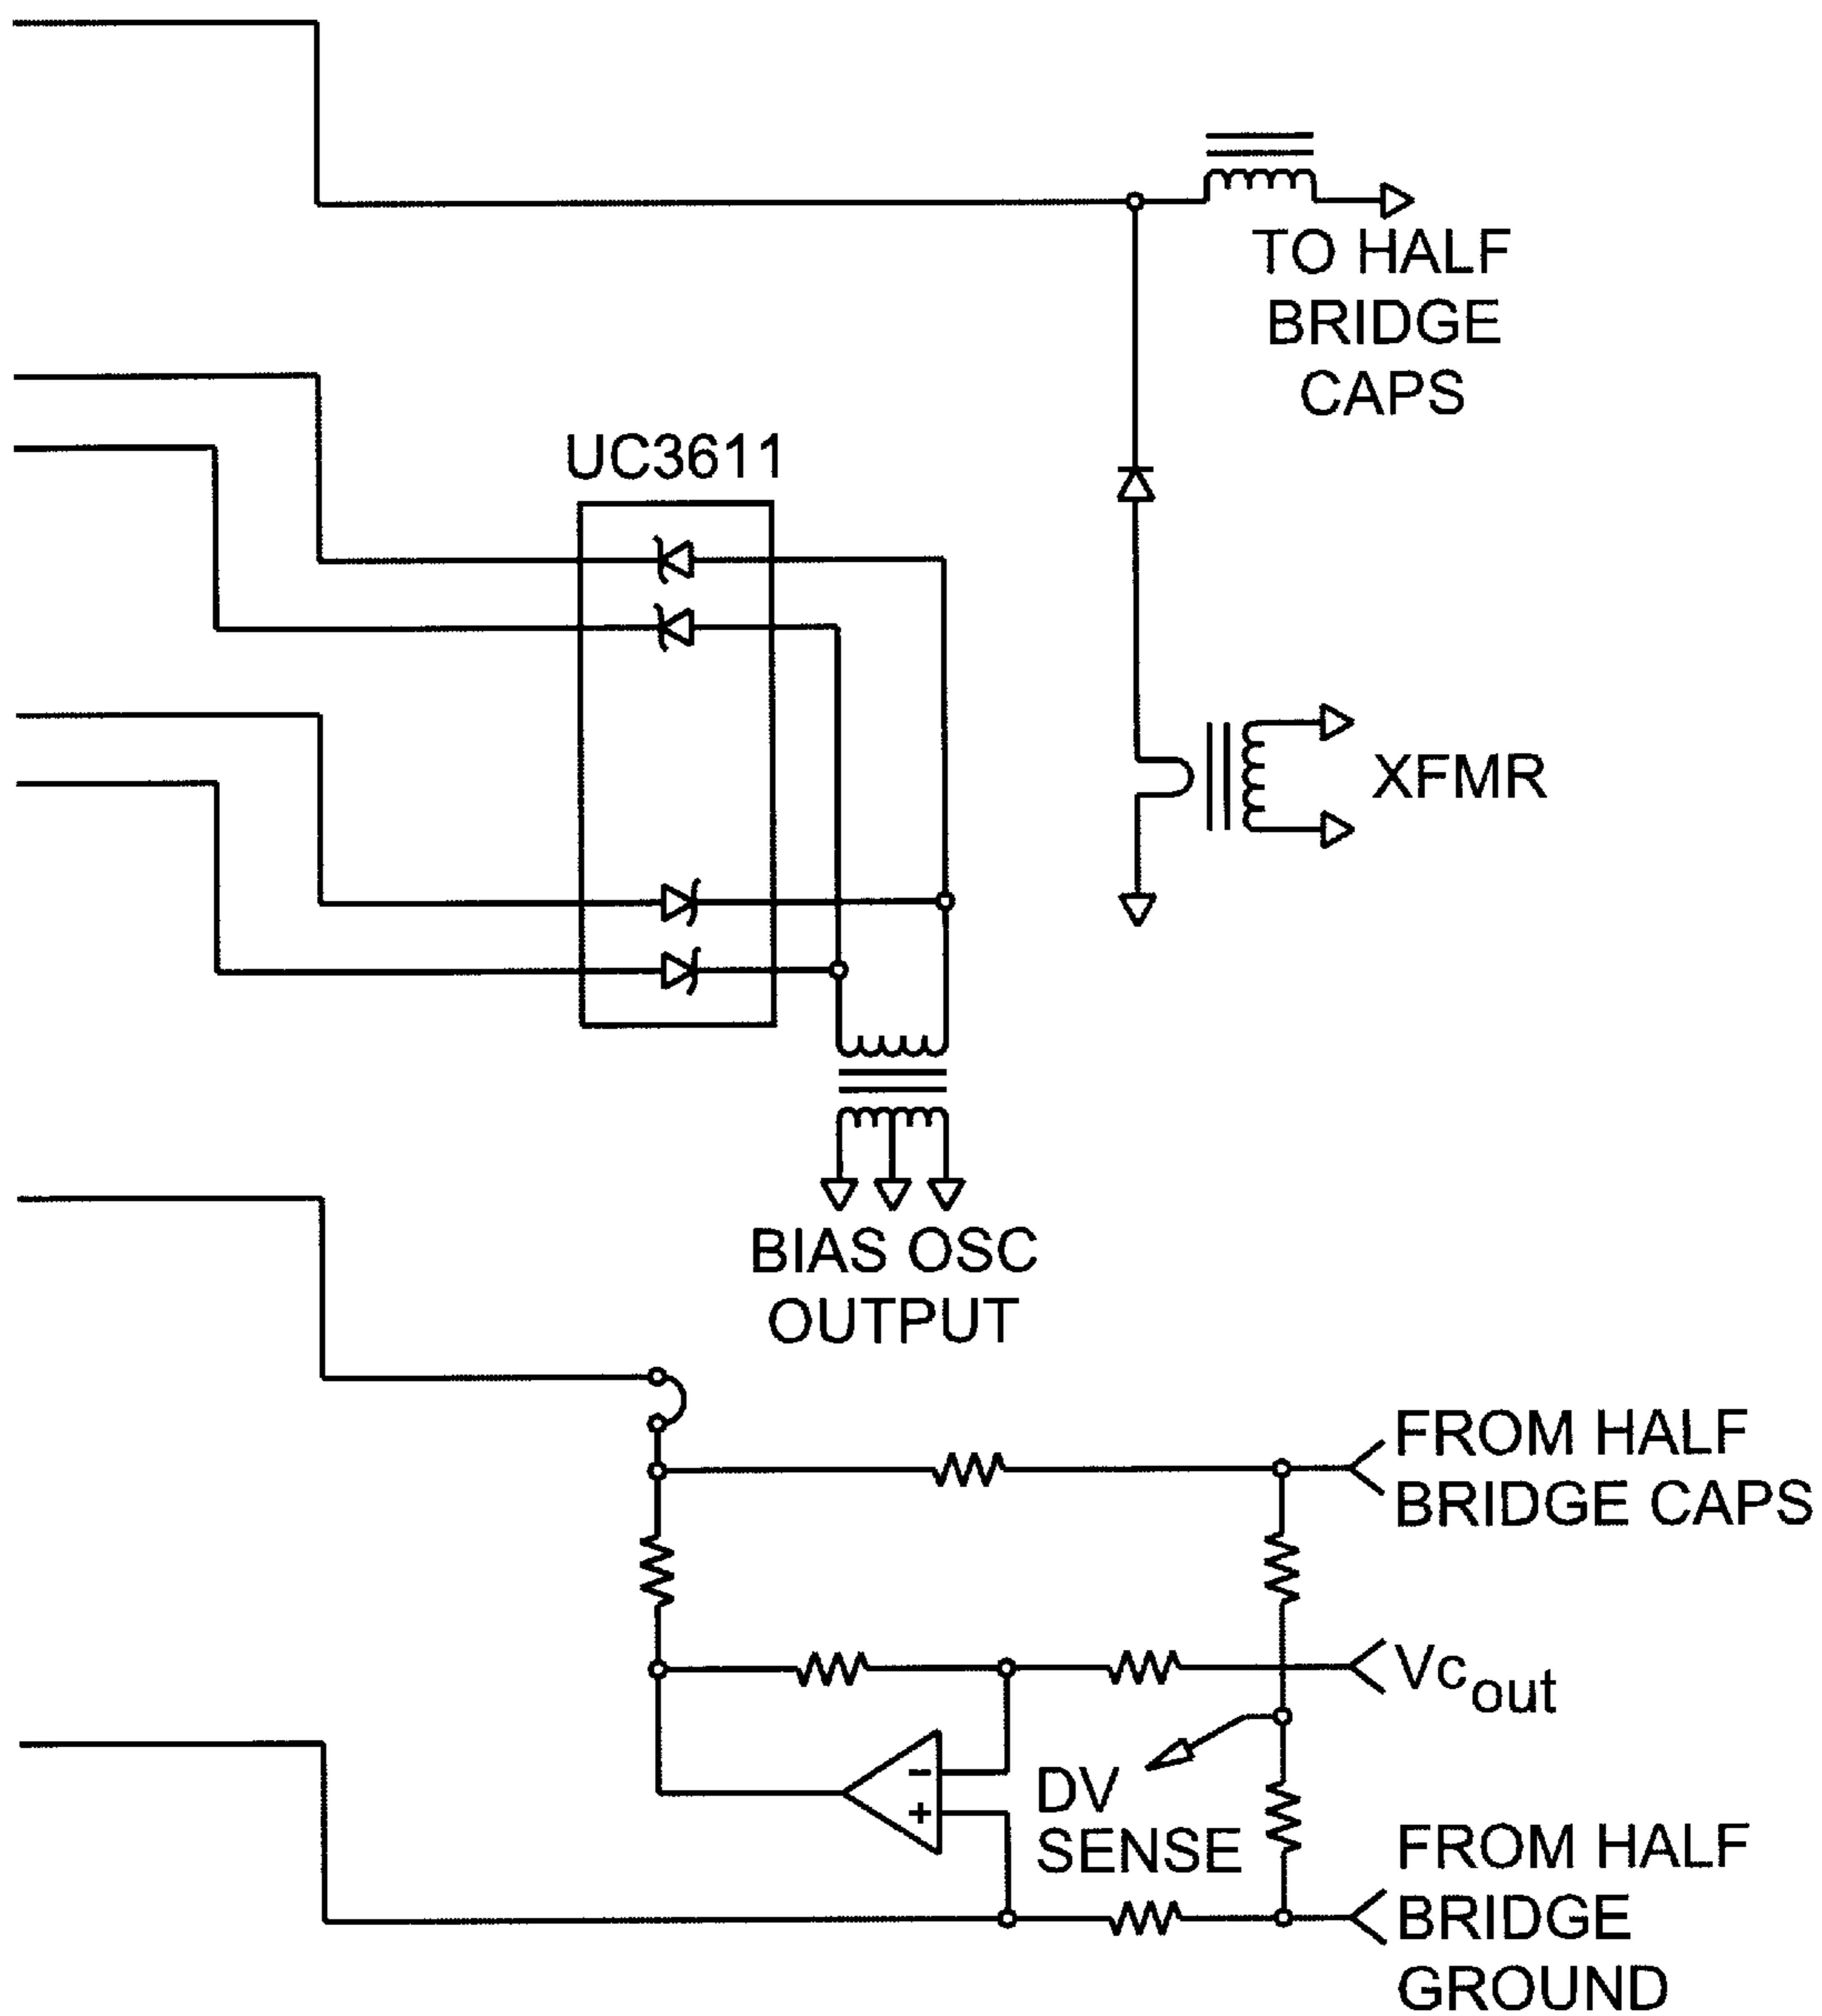 TO HALF
BRIDGE
CAPS
UC3611
XFMR
BIAS OSC
OUTPUT
FROM HALF
BRIDGE CAPS
Vcout
-
+
DV
SENSE
FROM HALF
BRIDGE
GROUND